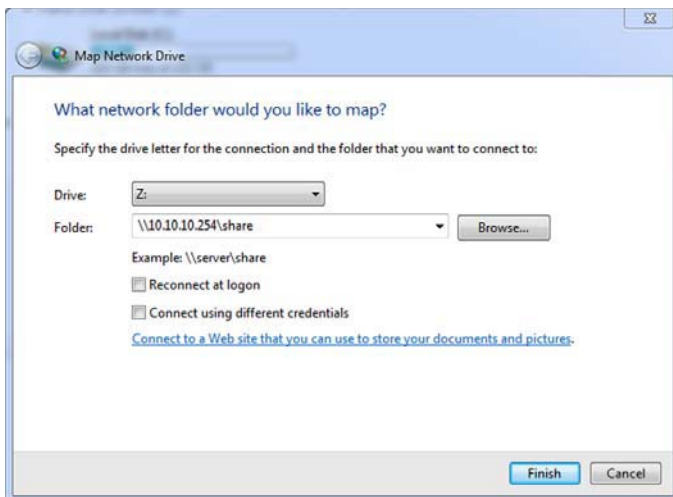 Map Network Drive
What network folder would you like to map?
Specify the drive letter for the connection and the folder that you want to connect to:
Drive: Z:
Folder: \\10.10.10.254\share Browse...
Example: \\server\share
Reconnect at logon
Connect using different credentials
Connect to a Web site that you can use to store your documents and pictures.
Finish Cancel